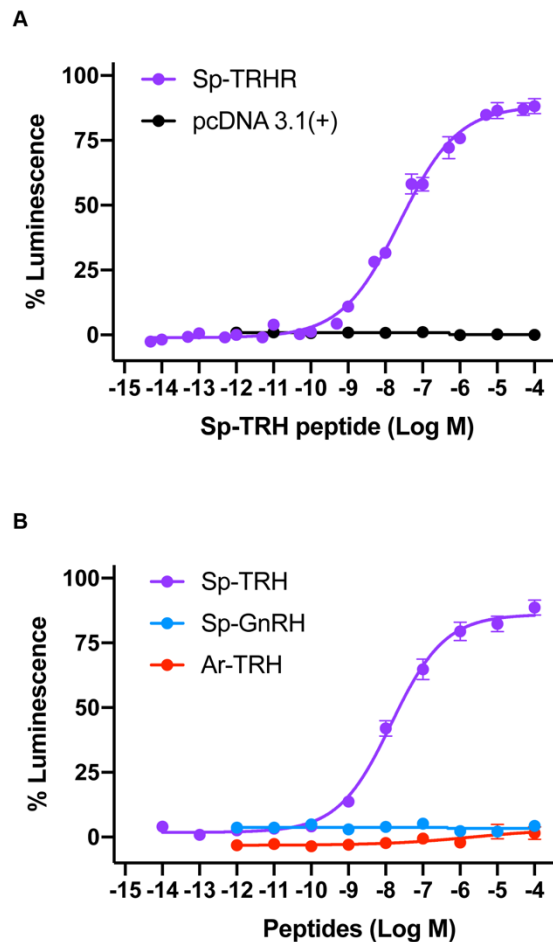 A
% Luminescence
100
75
50
25
0
Sp-TRHR
pcDNA 3.1(+)
-15 -14 -13 -12 -11 -10 -9 -8 -7 -6 -5 -4
Sp-TRH peptide (Log M)
B
% Luminescence
100
75
50
25
0
Sp-TRH
Sp-GnRH
Ar-TRH
-15 -14 -13 -12 -11 -10 -9 -8 -7 -6 -5 -4
Peptides (Log M)